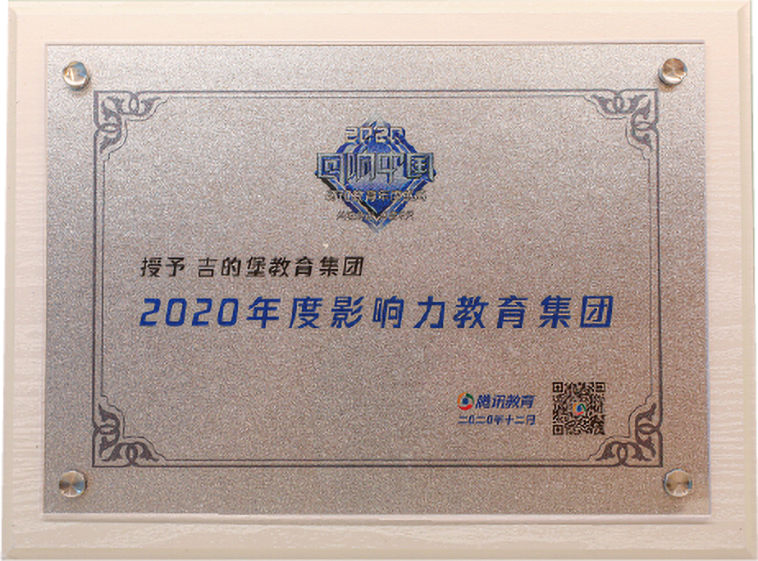 2020
回响中国
授予 吉的堡教育集团
2020年度影响力教育集团
腾讯教育
二〇二〇年十二月